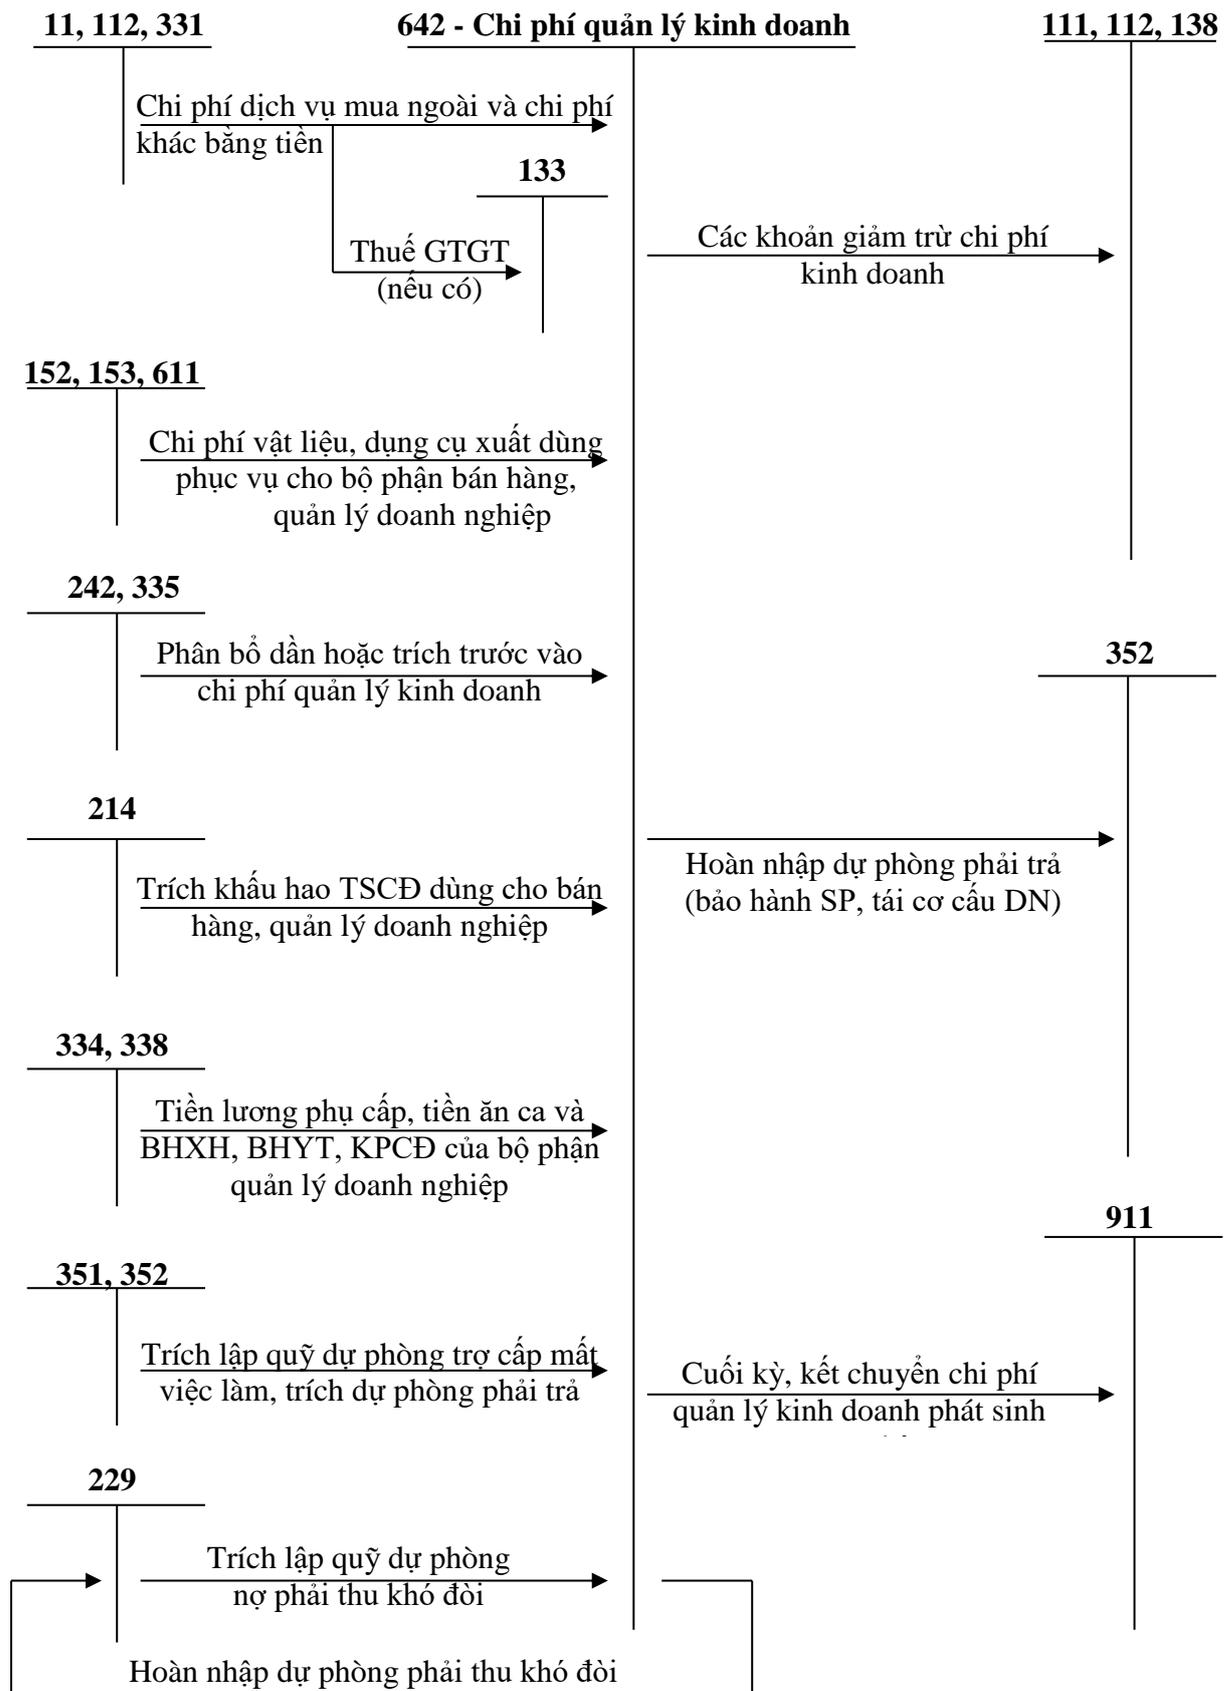 11, 112, 331
642 - Chi phí quản lý kinh doanh
111, 112, 138
Chi phí dịch vụ mua ngoài và chi phí
khác bằng tiền
133
Thuế GTGT
(nếu có)
Các khoản giảm trừ chi phí
kinh doanh
152, 153, 611
Chi phí vật liệu, dụng cụ xuất dùng
phục vụ cho bộ phận bán hàng,
quản lý doanh nghiệp
242, 335
Phân bổ dần hoặc trích trước vào
chi phí quản lý kinh doanh
352
214
Trích khấu hao TSCĐ dùng cho bán
hàng, quản lý doanh nghiệp
Hoàn nhập dự phòng phải trả
(bảo hành SP, tái cơ cấu DN)
334, 338
Tiền lương phụ cấp, tiền ăn ca và
BHXH, BHYT, KPCĐ của bộ phận
quản lý doanh nghiệp
911
351, 352
Trích lập quỹ dự phòng trợ cấp mất
việc làm, trích dự phòng phải trả
Cuối kỳ, kết chuyển chi phí
quản lý kinh doanh phát sinh
229
Trích lập quỹ dự phòng
nợ phải thu khó đòi
Hoàn nhập dự phòng phải thu khó đòi